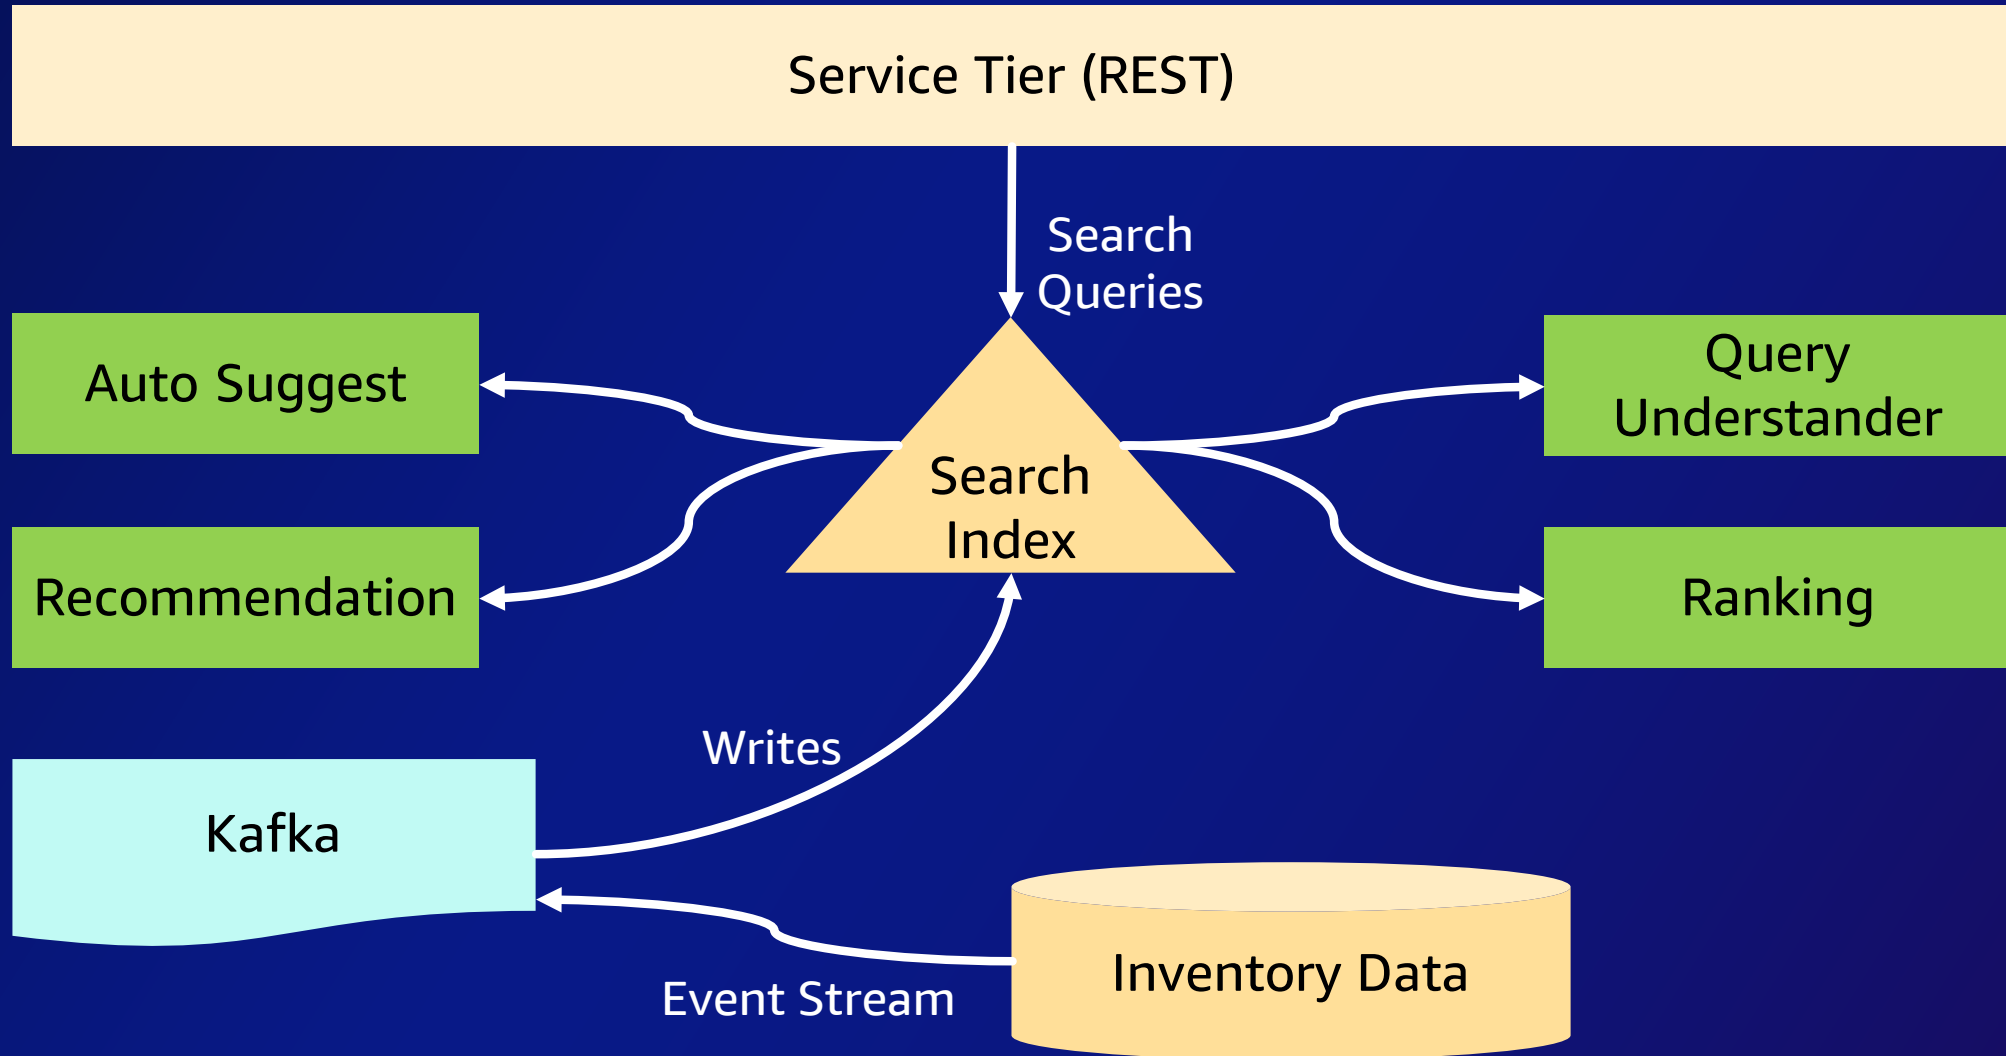 Service Tier (REST)
Search
Queries
Auto Suggest
Query
Understander
Search
Index
Recommendation
Ranking
Writes
Kafka
Inventory Data
Event Stream